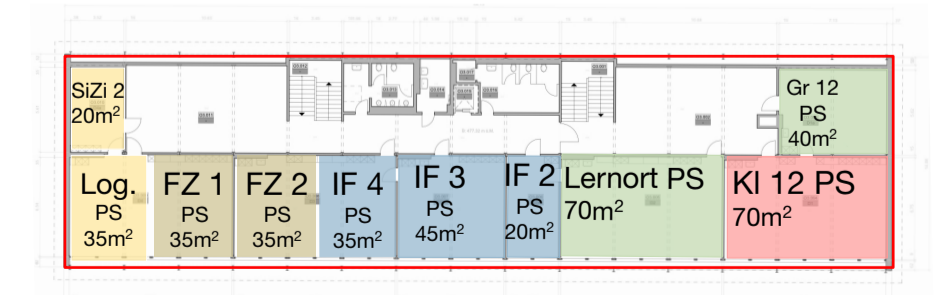 SiZi 2
20m²
Gr 12
PS
40m²
Log.
PS
35m²
FZ 1
PS
35m²
FZ 2
PS
35m²
IF 4
PS
35m²
IF 3
PS
45m²
IF 2
PS
20m²
Lernort PS
70m²
Kl 12 PS
70m²